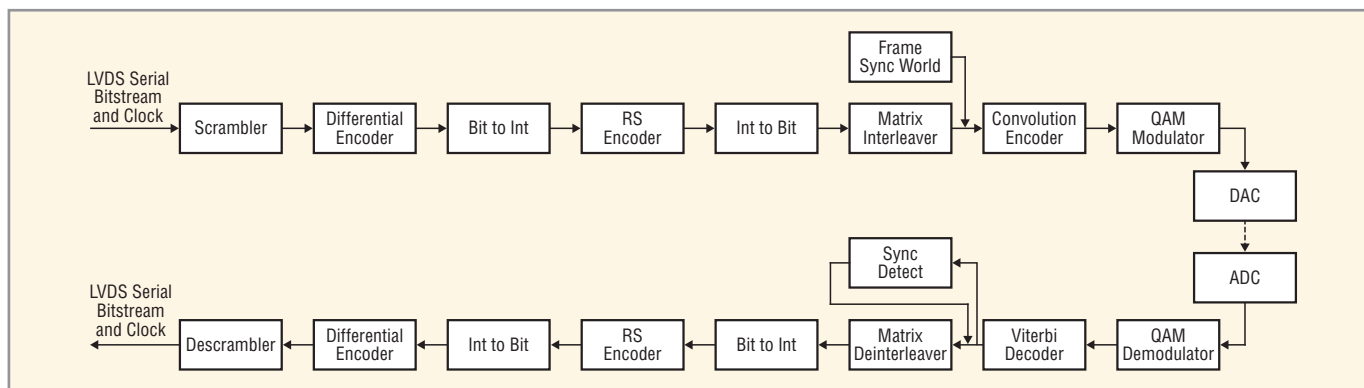 Frame
Sync World
LVDS Serial
Bitstream
and Clock
Scrambler
Differential
Encoder
Bit to Int
RS
Encoder
Int to Bit
Matrix
Interleaver
Convolution
Encoder
QAM
Modulator
DAC
ADC
Sync
Detect
LVDS Serial
Bitstream
and Clock
Descrambler
Differential
Encoder
Int to Bit
RS
Encoder
Bit to Int
Matrix
Deinterleaver
Viterbi
Decoder
QAM
Demodulator